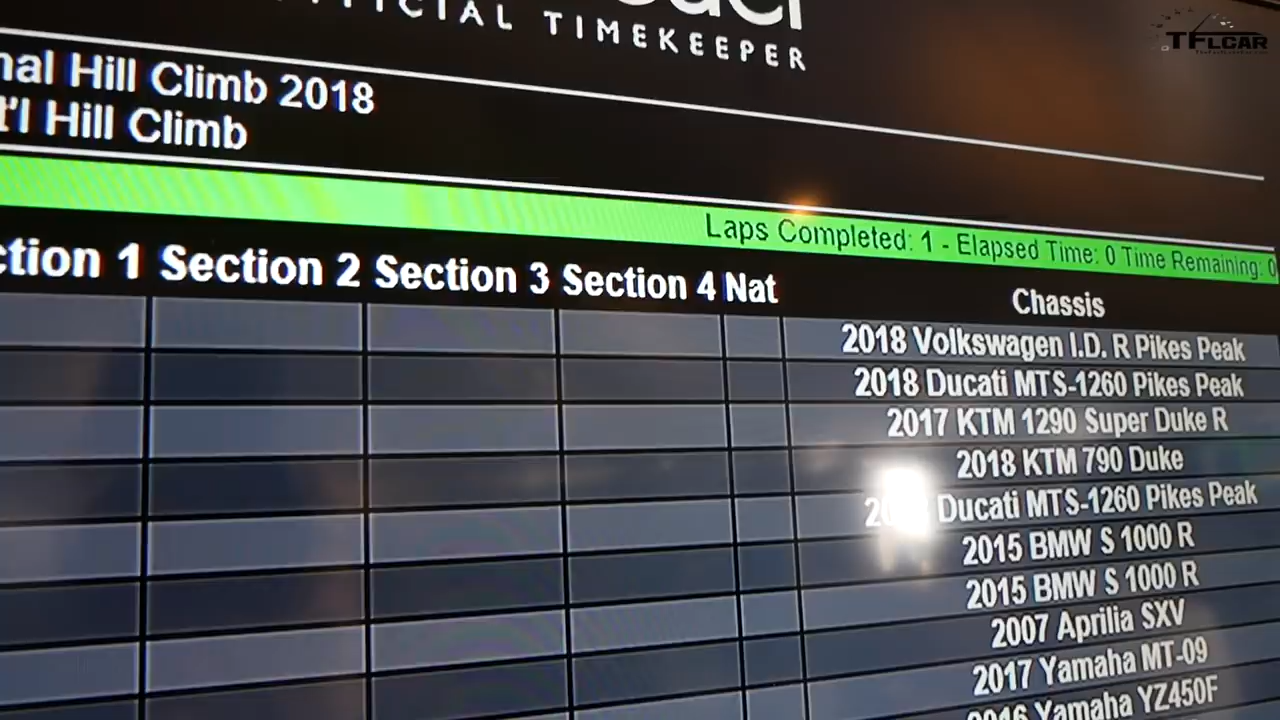 TFLCAR
TIMEKEEPER
Hill Climb 2018
Hill Climb
Laps Completed: 1 - Elapsed Time: 0 Time Remaining: 0
1 Section 2 Section 3 Section 4 Nat Chassis
2018 Volkswagen I.D. R Pikes Peak
2018 Ducati MTS-1260 Pikes Peak
2017 KTM 1290 Super Duke R
2018 KTM 790 Duke
Ducati MTS-1260 Pikes Peak
2015 BMW S 1000 R
2015 BMW S 1000 R
2007 Aprilia SXV
2017 Yamaha MT-09
2016 Yamaha YZ450F